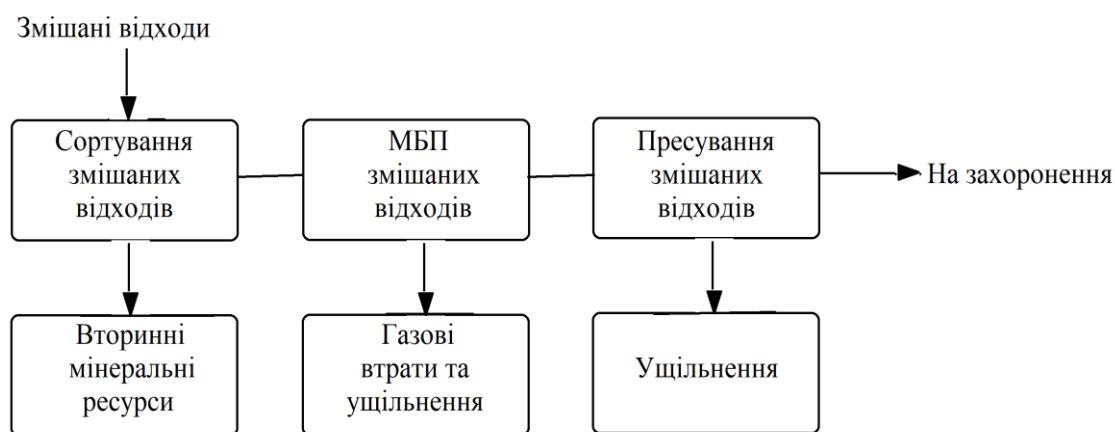 Змішані відходи
Сортування
змішаних
відходів
МБП
змішаних
відходів
Пресування
змішаних
відходів
На захоронення
Вторинні
мінеральні
ресурси
Газові
втрати та
ущільнення
Ущільнення